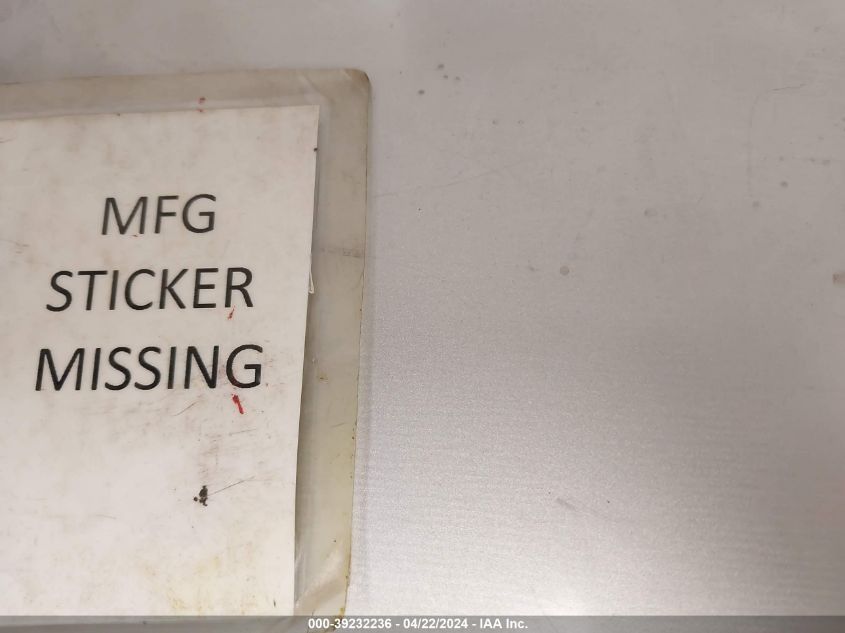 MFG
STICKER
MISSING
000-39232236 - 04/22/2024 - IAA Inc.